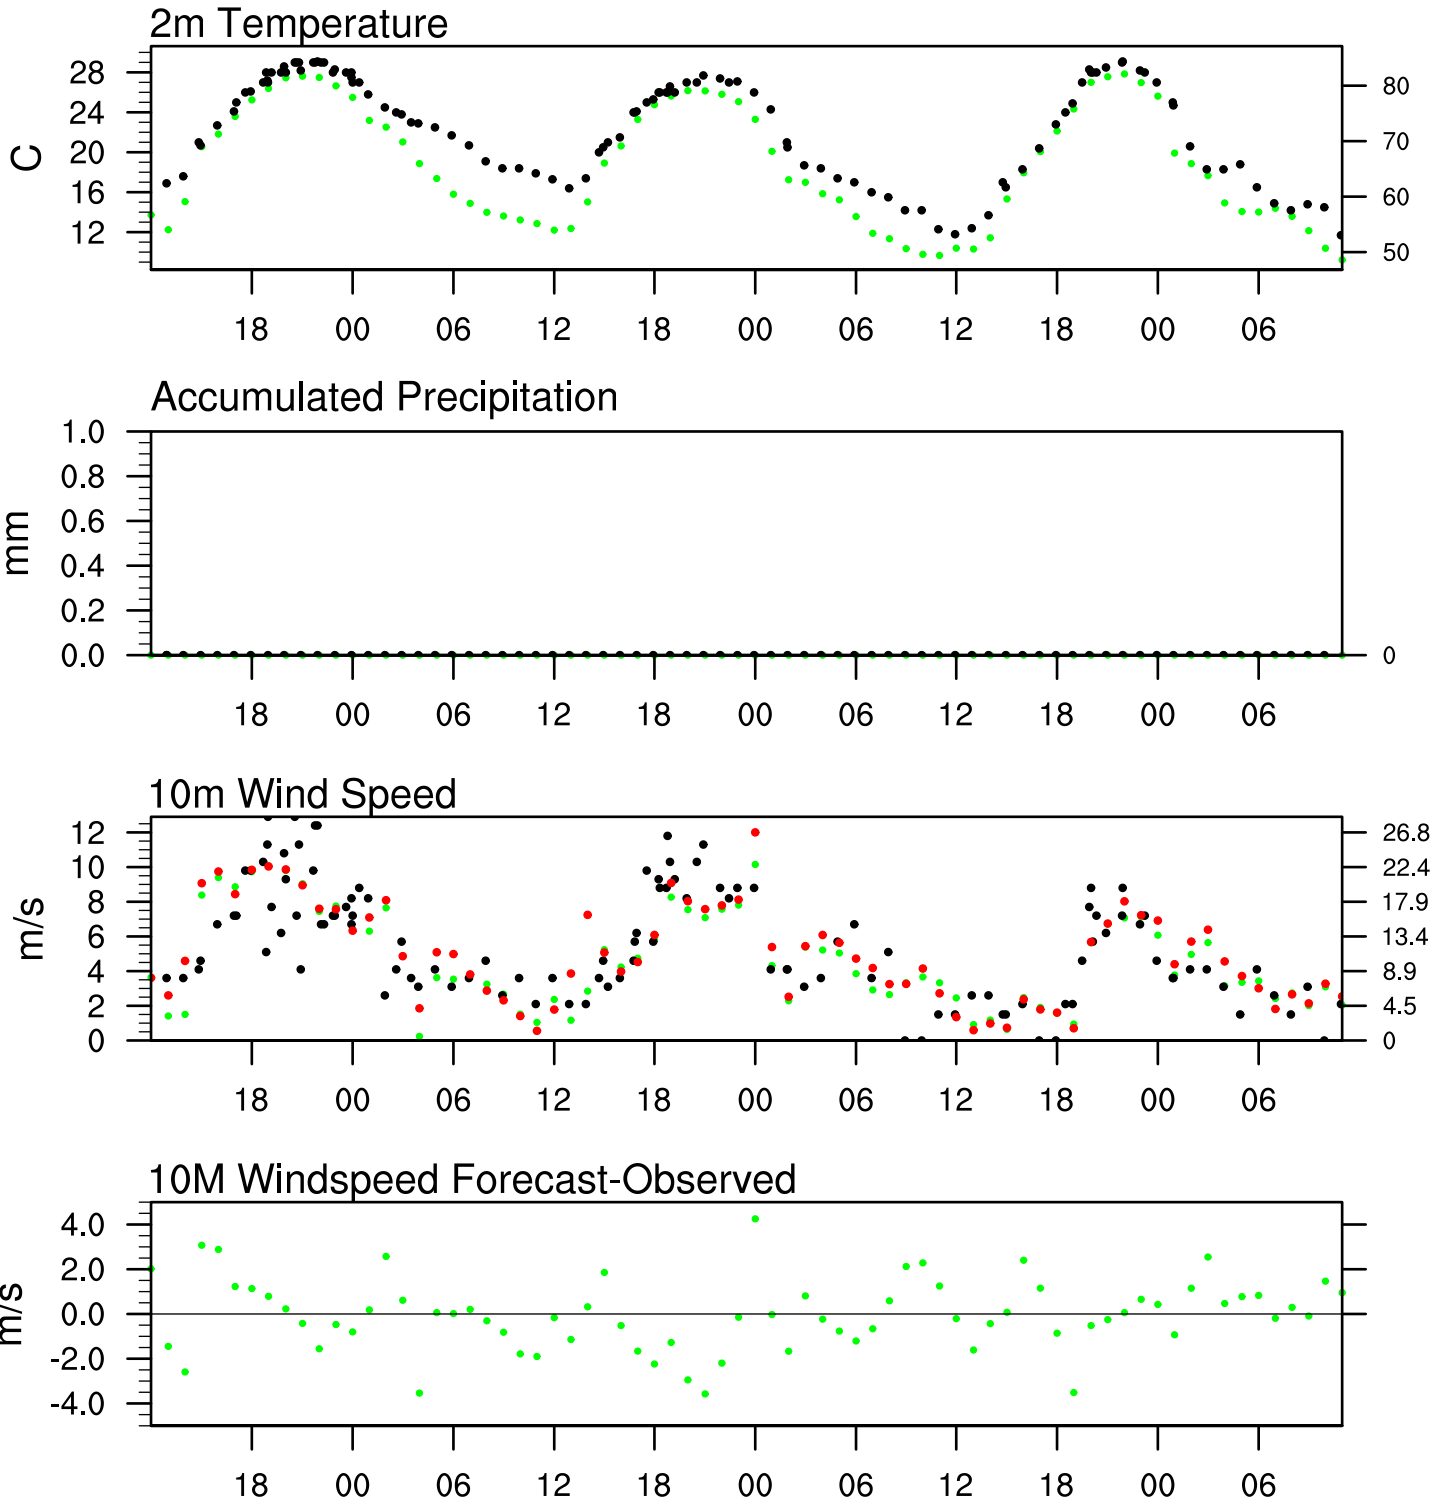 2m Temperature
28
24
20
16
12
C
80
70
60
50
18 00 06 12 18 00 06 12 18 00 06
Accumulated Precipitation
1.0
0.8
0.6
0.4
0.2
0.0
mm
0
18 00 06 12 18 00 06 12 18 00 06
10m Wind Speed
12
10
8
6
4
2
0
m/s
26.8
22.4
17.9
13.4
8.9
4.5
0
18 00 06 12 18 00 06 12 18 00 06
10M Windspeed Forecast-Observed
4.0
2.0
0.0
-2.0
-4.0
m/s
18 00 06 12 18 00 06 12 18 00 06